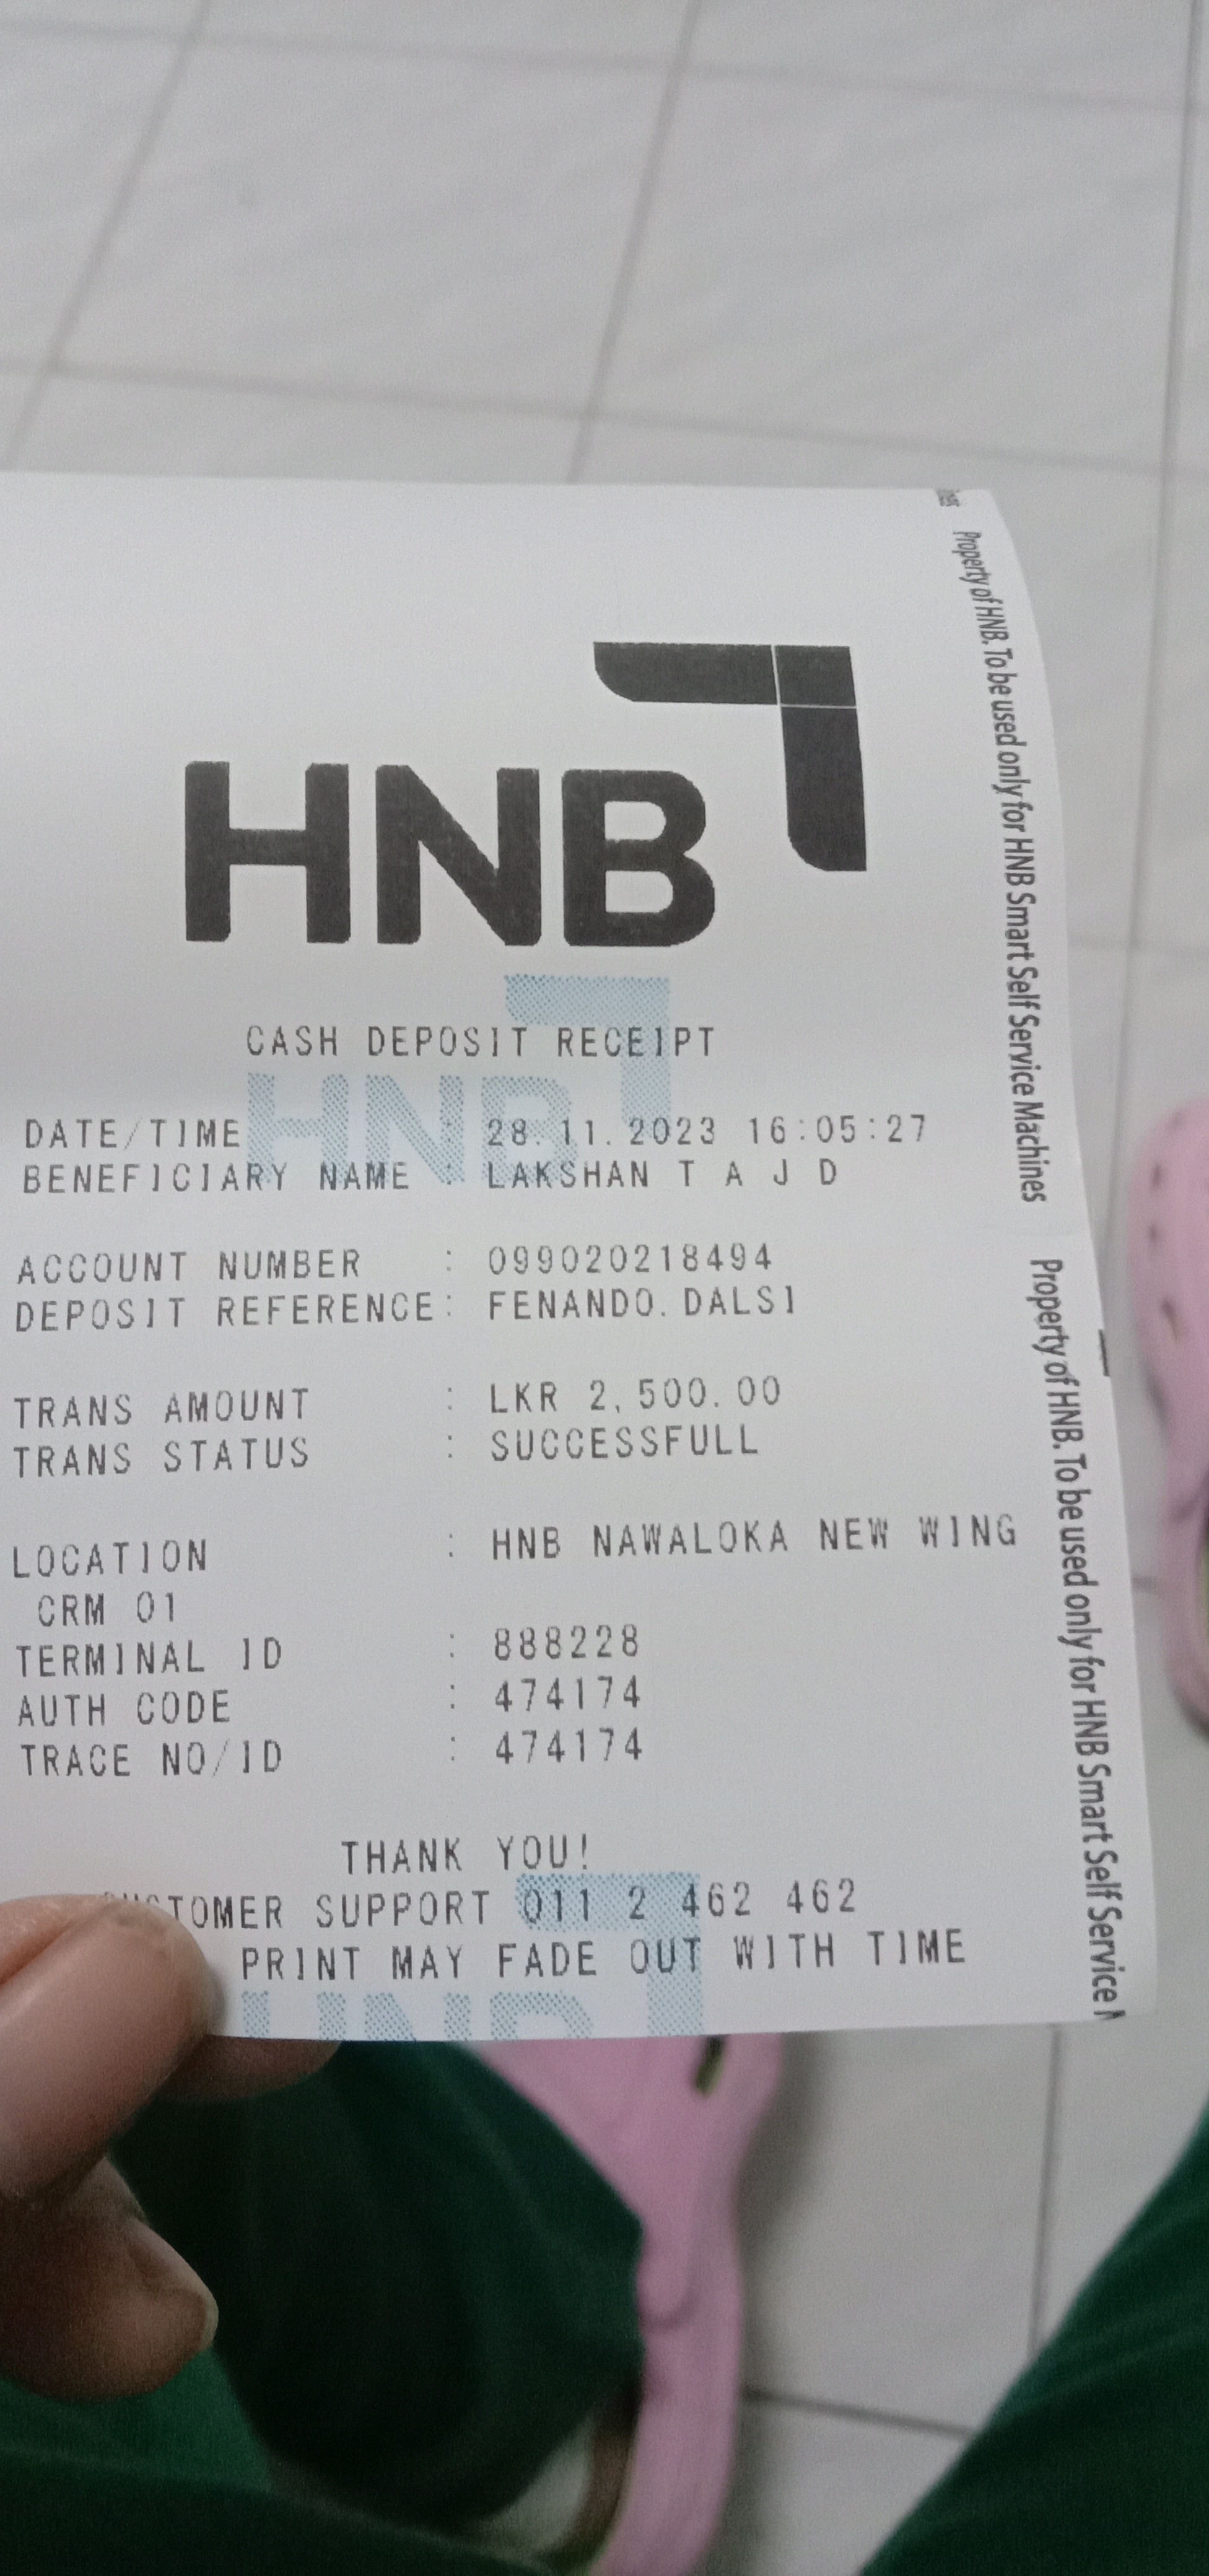 HNB
CASH DEPOSIT RECEIPT
HNB
DATE/TIME : 28.11.2023 16:05:27
BENEFICIARY NAME : LAKSHAN T A J D
ACCOUNT NUMBER : 099020218494
DEPOSIT REFERENCE: FENANDO.DALSI
TRANS AMOUNT : LKR 2,500.00
TRANS STATUS : SUCCESSFULL
LOCATION : HNB NAWALOKA NEW WING
CRM 01
TERMINAL ID : 888228
AUTH CODE : 474174
TRACE NO/ID : 474174
THANK YOU!
CUSTOMER SUPPORT 011 2 462 462
PRINT MAY FADE OUT WITH TIME
HNB
Property of HNB. To be used only for HNB Smart Self Service Machines
Property of HNB. To be used only for HNB Smart Self Service